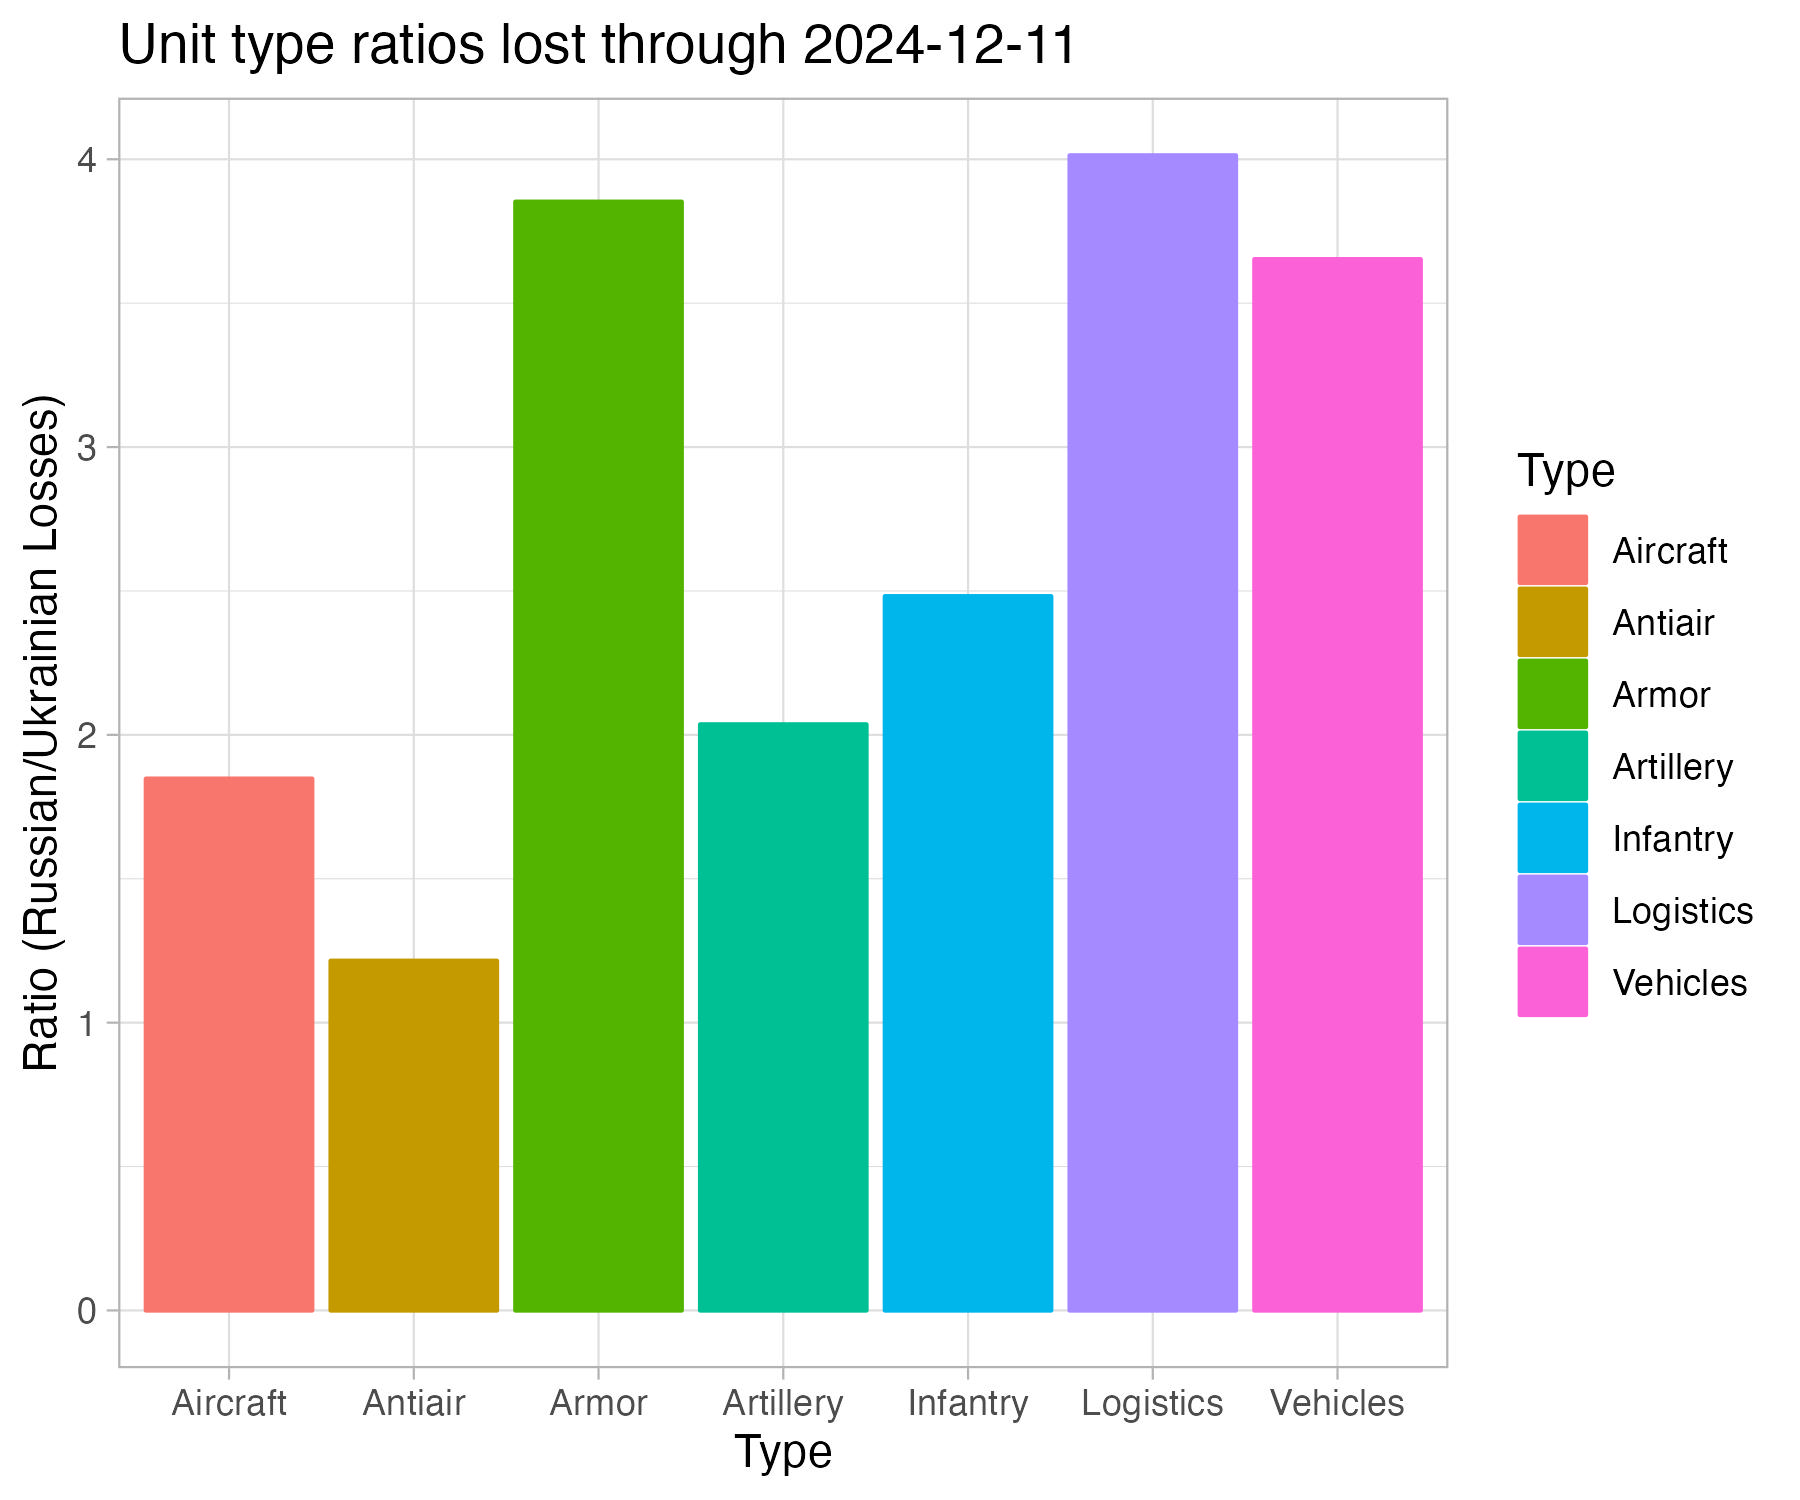 Unit type ratios lost through 2024-12-11
Ratio (Russian/Ukrainian Losses)
4
3
2
1
0
Aircraft Antiair Armor Artillery Infantry Logistics Vehicles
Type
Type
Aircraft
Antiair
Armor
Artillery
Infantry
Logistics
Vehicles